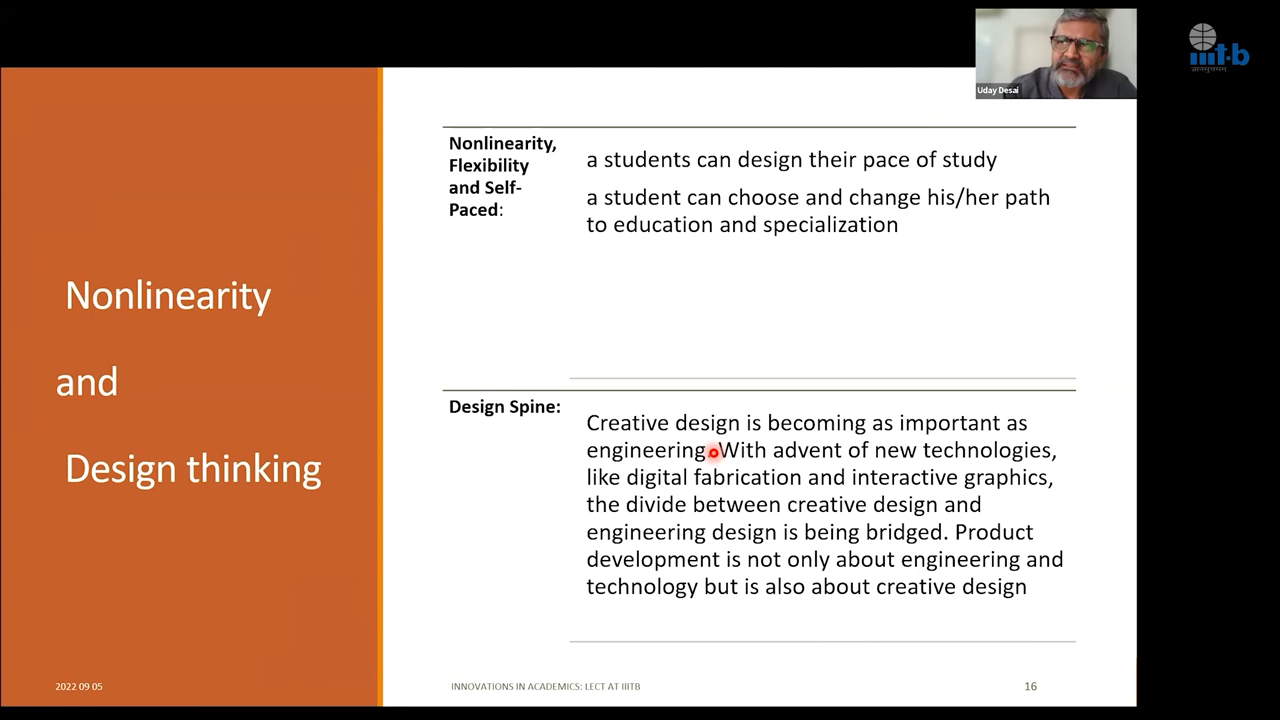 Uday Desai
iiit-b
ज्ञानमुत्तमम्
Nonlinearity
and
Design thinking
Nonlinearity,
Flexibility
and Self-
Paced:
a students can design their pace of study
a student can choose and change his/her path
to education and specialization
Design Spine:
Creative design is becoming as important as
engineering. With advent of new technologies,
like digital fabrication and interactive graphics,
the divide between creative design and
engineering design is being bridged. Product
development is not only about engineering and
technology but is also about creative design
2022 09 05
INNOVATIONS IN ACADEMICS: LECT AT IIITB
16